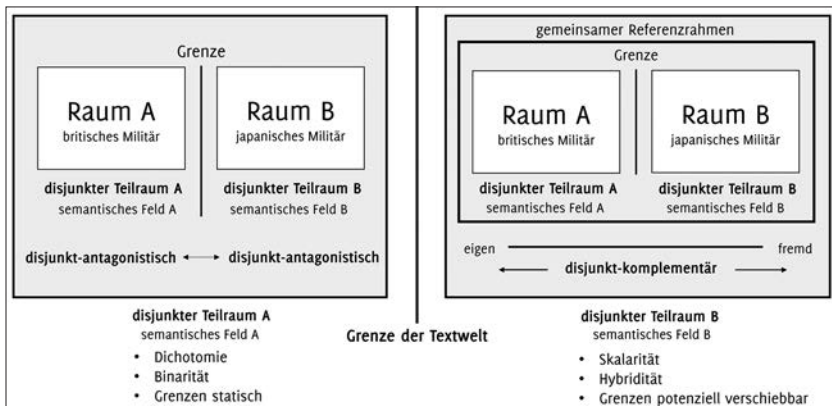 Grenze
Raum A
britisches Militär
Raum B
japanisches Militär
disjunkter Teilraum A
semantisches Feld A
disjunkter Teilraum B
semantisches Feld B
disjunkt-antagonistisch
disjunkt-antagonistisch
disjunkter Teilraum A
semantisches Feld A
• Dichotomie
• Binarität
• Grenzen statisch
Grenze der Textwelt
gemeinsamer Referenzrahmen
Grenze
Raum A
britisches Militär
Raum B
japanisches Militär
disjunkter Teilraum A
semantisches Feld A
disjunkter Teilraum B
semantisches Feld B
eigen
fremd
disjunkt-komplementär
disjunkter Teilraum B
semantisches Feld B
• Skalarität
• Hybridität
• Grenzen potenziell verschiebbar